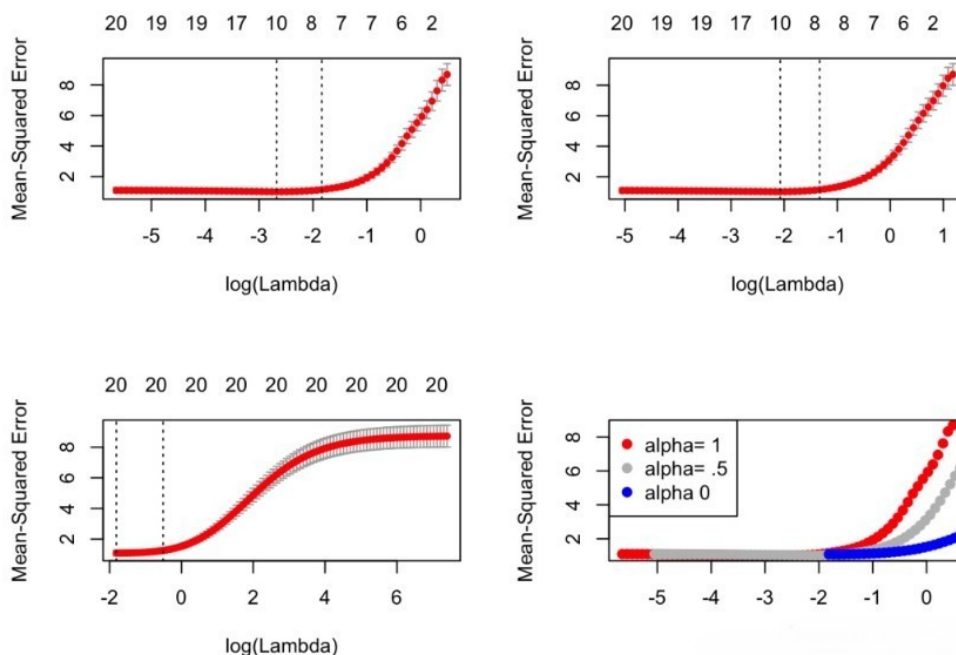 20 19 19 17 10 8 7 7 6 2
Mean-Squared Error
8
6
4
2
-5 -4 -3 -2 -1 0
log(Lambda)
20 19 19 17 10 8 8 7 6 2
Mean-Squared Error
8
6
4
2
-5 -4 -3 -2 -1 0 1
log(Lambda)
20 20 20 20 20 20 20 20 20 20
Mean-Squared Error
8
6
4
2
-2 0 2 4 6
log(Lambda)
Mean-Squared Error
8
6
4
2
alpha= 1
alpha= .5
alpha 0
-5 -4 -3 -2 -1 0